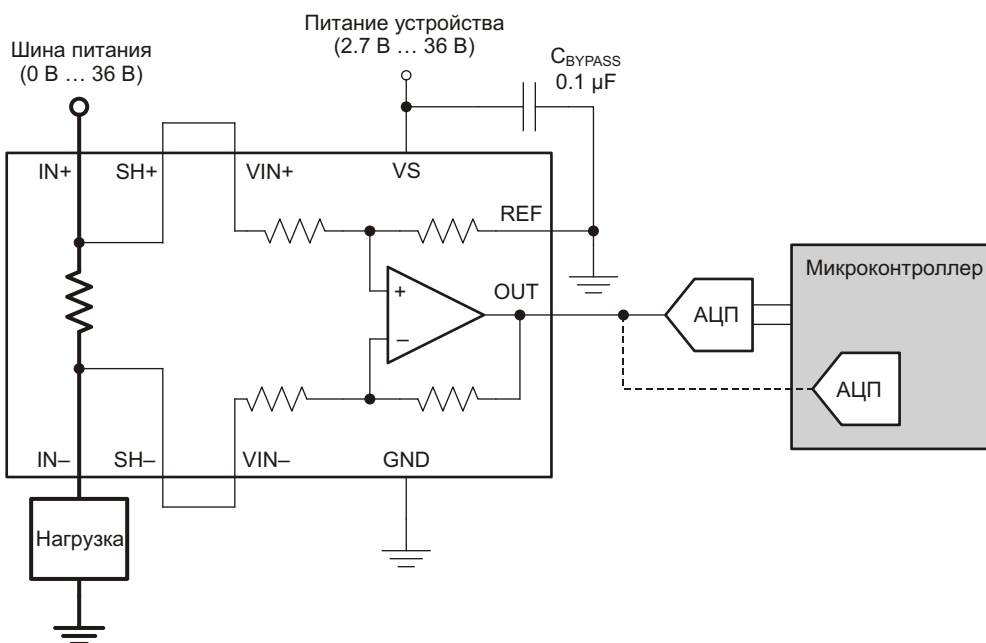 Питание устройства
(2.7 В … 36 В)
Шина питания
(0 В … 36 В)
CBYPASS
0.1 µF
IN+
SH+
VIN+
VS
REF
Микроконтроллер
+
OUT
АЦП
–
АЦП
IN–
SH–
VIN–
GND
Нагрузка